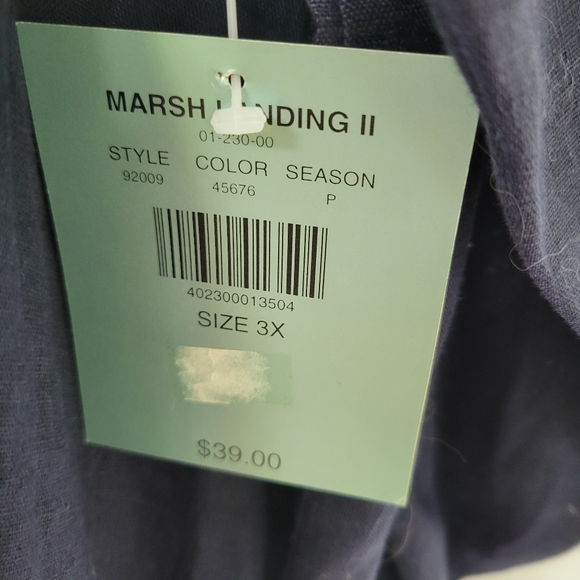 MARSH LANDING II
01-230-00
STYLE COLOR SEASON
92009 45676 P
402300013504
SIZE 3X
$39.00